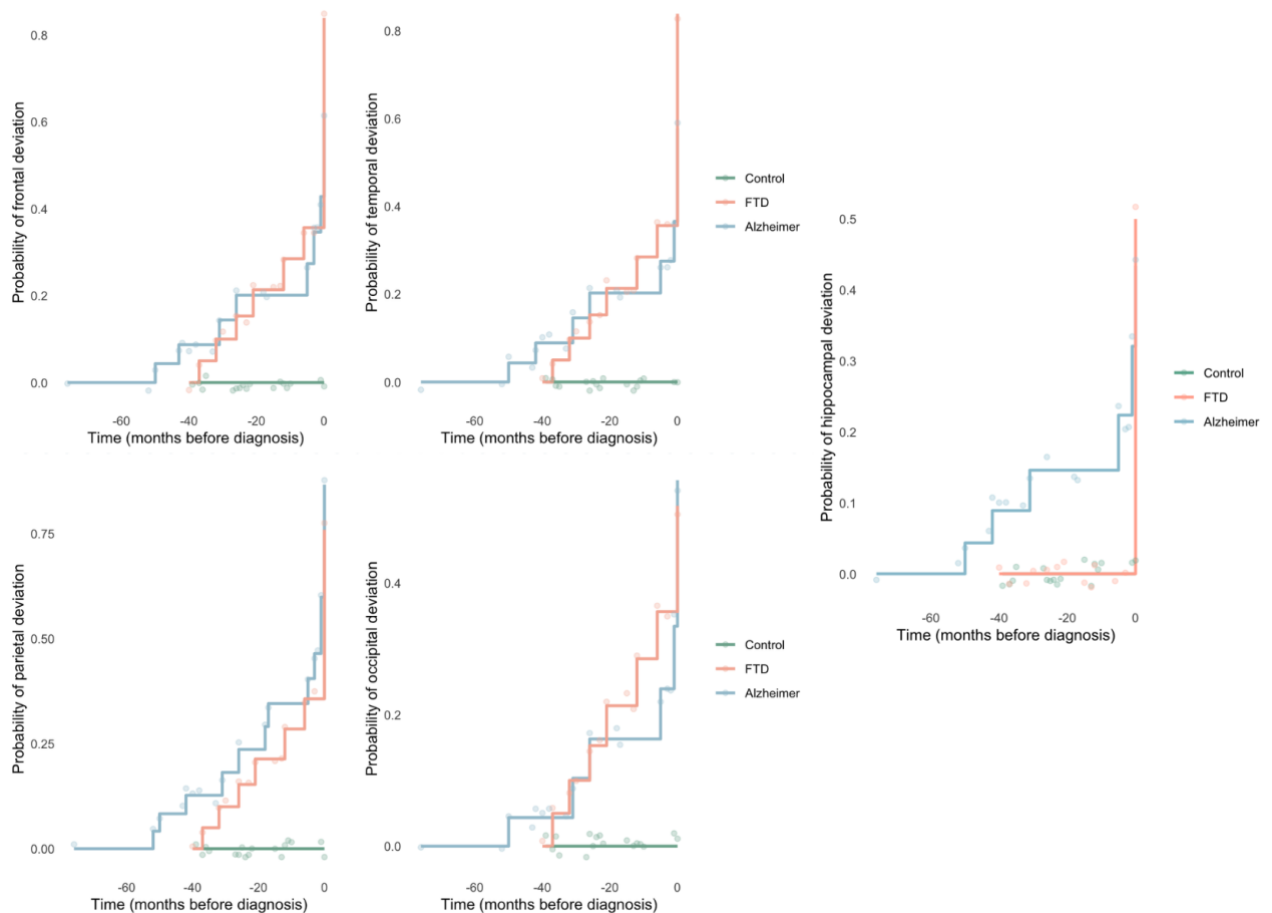 Probability of frontal deviation
0.8
0.6
0.4
0.2
0.0
-60 -40 -20 0
Time (months before diagnosis)
Probability of temporal deviation
0.8
0.6
0.4
0.2
0.0
-60 -40 -20 0
Time (months before diagnosis)
Control
FTD
Alzheimer
Probability of parietal deviation
0.75
0.50
0.25
0.00
-60 -40 -20 0
Time (months before diagnosis)
Probability of occipital deviation
0.4
0.2
0.0
-60 -40 -20 0
Time (months before diagnosis)
Control
FTD
Alzheimer
Probability of hippocampal deviation
0.5
0.4
0.3
0.2
0.1
0.0
-60 -40 -20 0
Time (months before diagnosis)
Control
FTD
Alzheimer